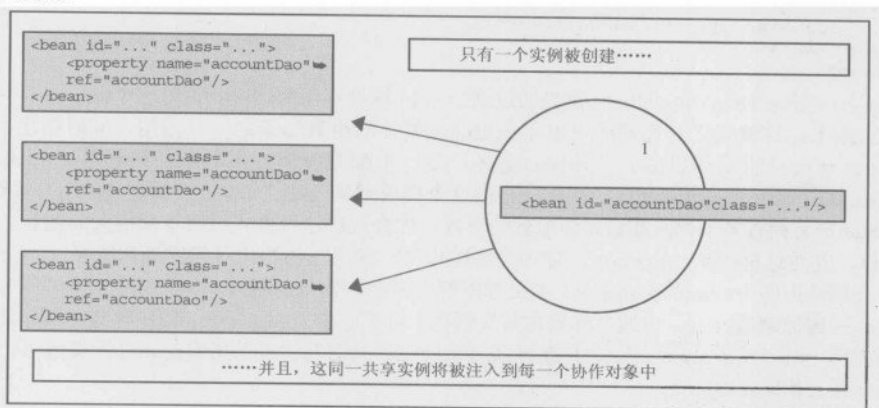 <bean id="..." class="...">
<property name="accountDao"➥
ref="accountDao"/>
</bean>
只有一个实例被创建……
1
<bean id="..." class="...">
<property name="accountDao"➥
ref="accountDao"/>
</bean>
<bean id="accountDao"class="..."/>
<bean id="..." class="...">
<property name="accountDao"➥
ref="accountDao"/>
</bean>
……并且，这同一共享实例将被注入到每一个协作对象中